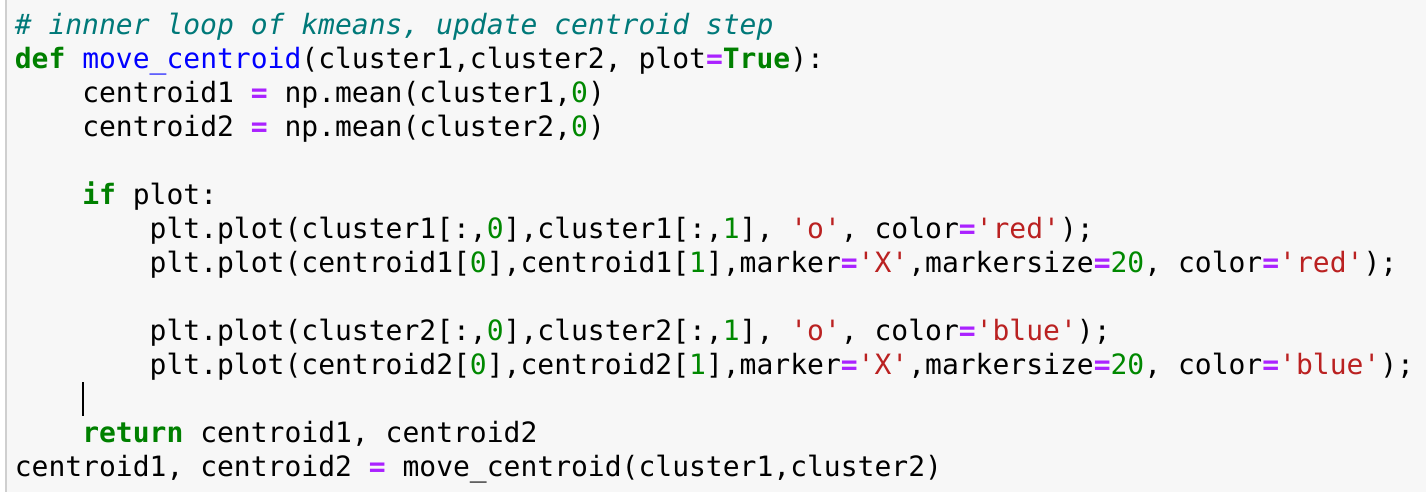 # innner loop of kmeans, update centroid step
def move_centroid(cluster1,cluster2, plot=True):
    centroid1 = np.mean(cluster1,0)
    centroid2 = np.mean(cluster2,0)

    if plot:
        plt.plot(cluster1[:,0],cluster1[:,1], 'o', color='red');
        plt.plot(centroid1[0],centroid1[1],marker='X',markersize=20, color='red');

        plt.plot(cluster2[:,0],cluster2[:,1], 'o', color='blue');
        plt.plot(centroid2[0],centroid2[1],marker='X',markersize=20, color='blue');

    return centroid1, centroid2
centroid1, centroid2 = move_centroid(cluster1,cluster2)